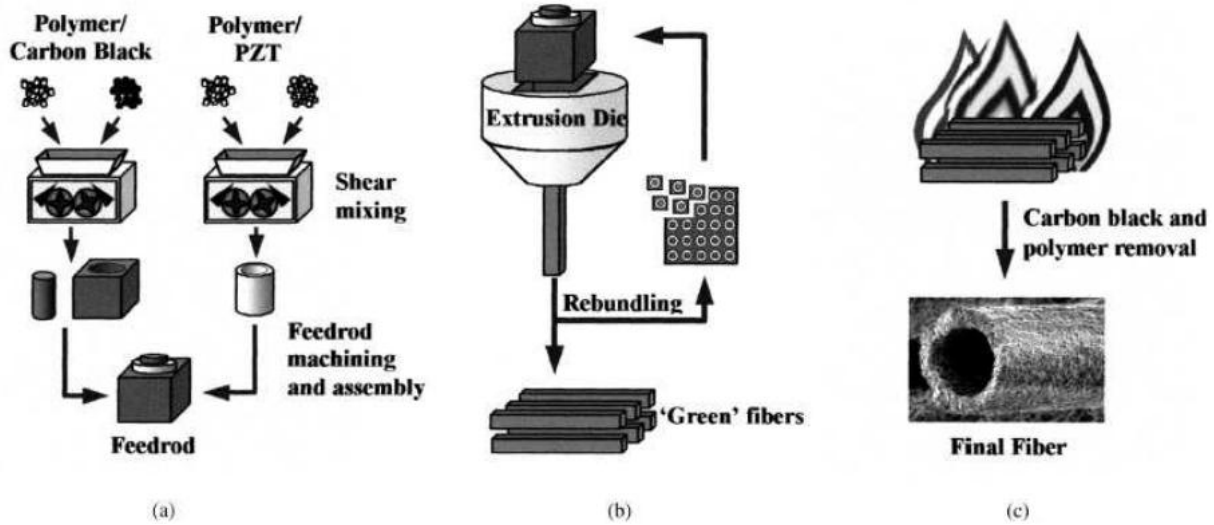 Polymer/
Carbon Black
Polymer/
PZT
Shear
mixing
Feedrod
machining
and assembly
Feedrod
(a)
Extrusion Die
Rebundling
'Green' fibers
(b)
Carbon black and
polymer removal
Final Fiber
(c)